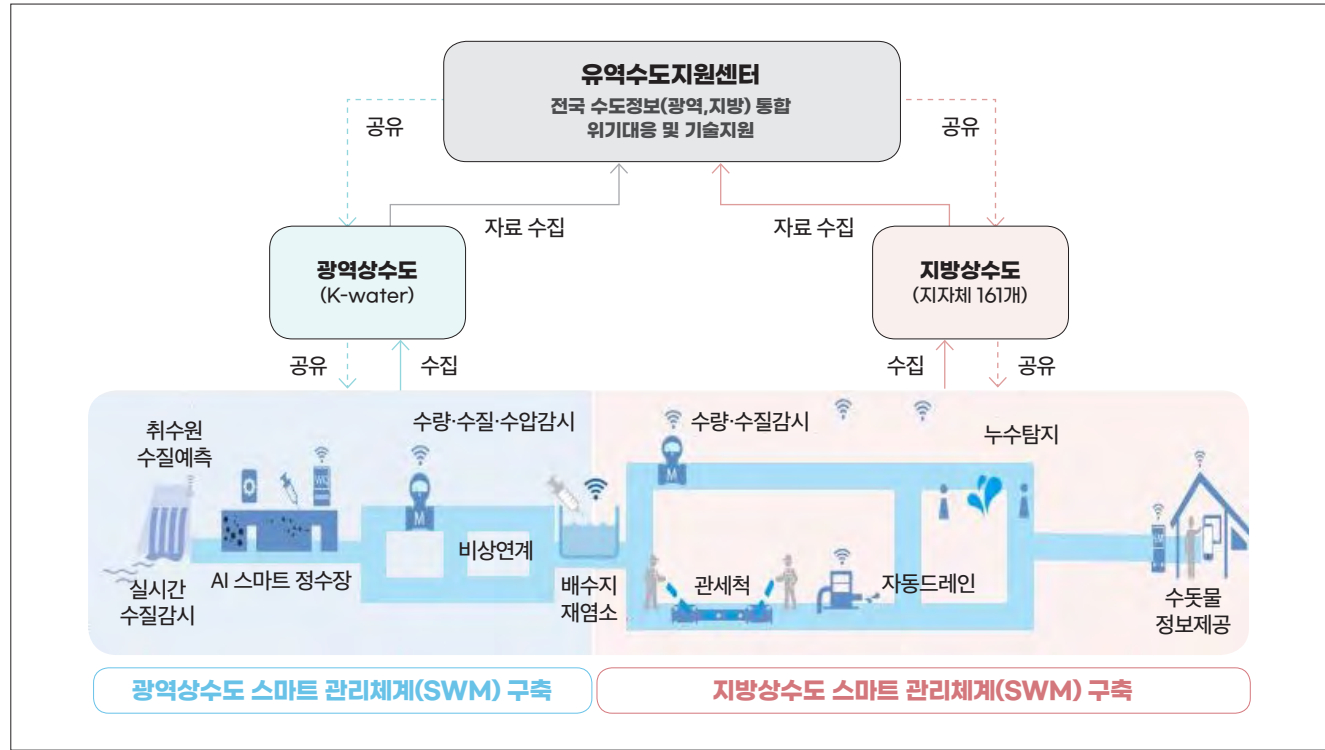 유역수도지원센터
전국 수도정보(광역,지방) 통합
위기대응 및 기술지원
공유
공유
자료 수집
자료 수집
광역상수도
(K-water)
지방상수도
(지자체 161개)
공유
수집
수집
공유
취수원
수질예측
수량·수질·수압감시
수량·수질감시
누수탐지
WQ
M
M
실시간
수질감시
AI 스마트 정수장
비상연계
배수지
재염소
관세척
자동드레인
수돗물
정보제공
광역상수도 스마트 관리체계(SWM) 구축
지방상수도 스마트 관리체계(SWM) 구축